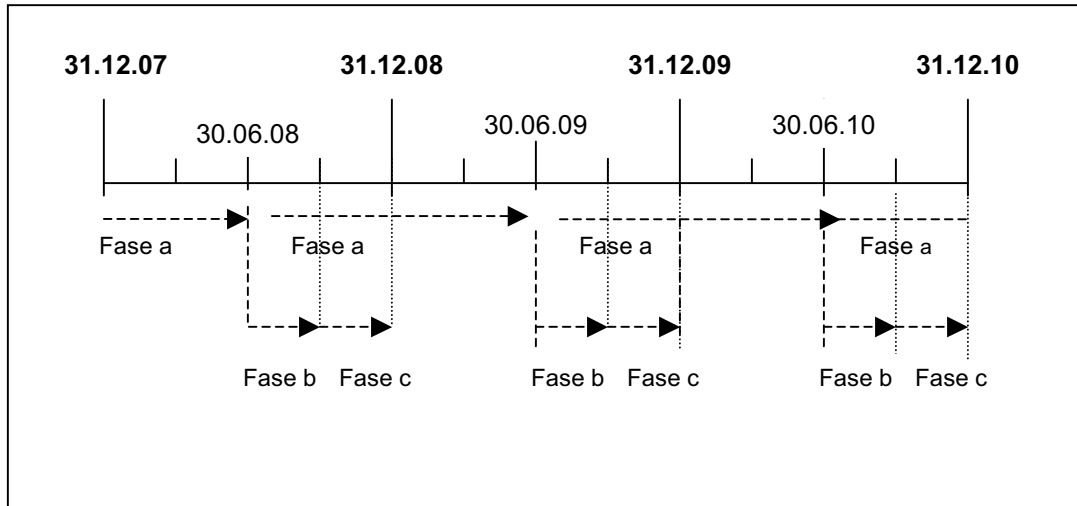 31.12.07 31.12.08 31.12.09 31.12.10
30.06.08 30.06.09 30.06.10
Fase a Fase a Fase a Fase a
Fase b Fase c Fase b Fase c Fase b Fase c